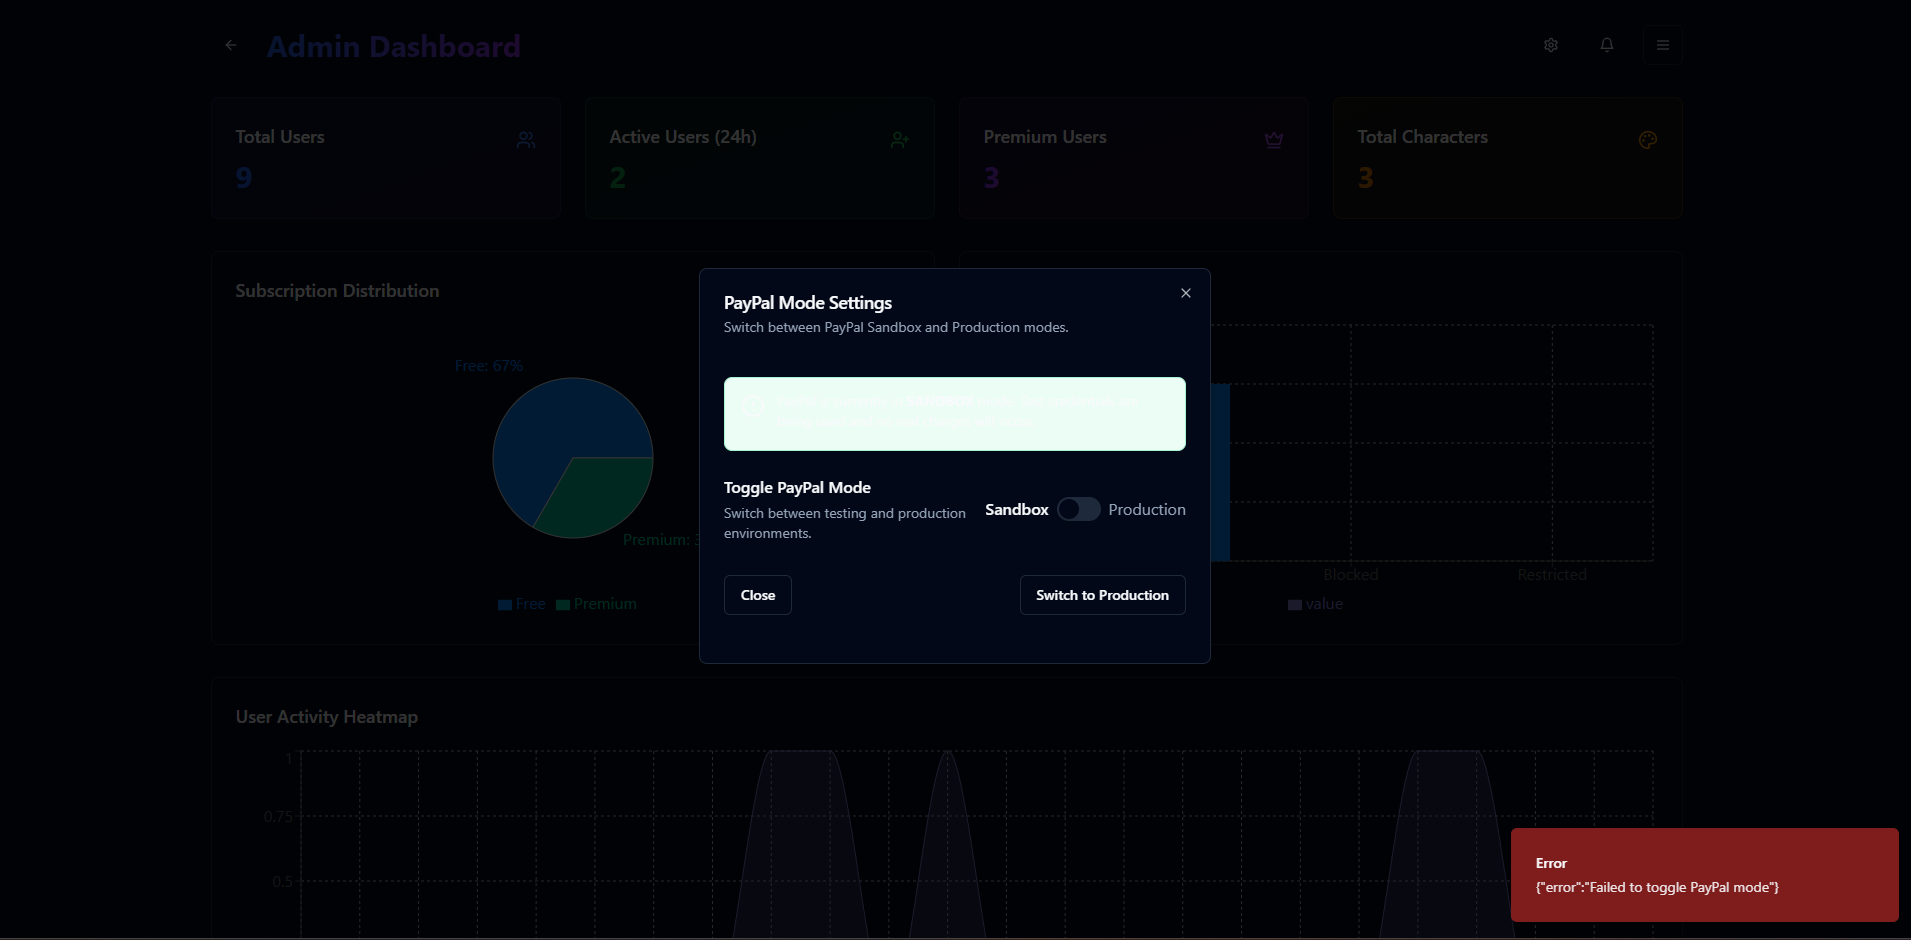 Admin Dashboard
Total Users
9
Active Users (24h)
2
Premium Users
3
Total Characters
3
Subscription Distribution
Free: 67%
Premium: 3
Free
Premium
Blocked
Restricted
value
PayPal Mode Settings
Switch between PayPal Sandbox and Production modes.
SANDBOX
Toggle PayPal Mode
Switch between testing and production
environments.
Sandbox
Production
Close
Switch to Production
User Activity Heatmap
1
0.75
0.5
Error
{"error":"Failed to toggle PayPal mode"}